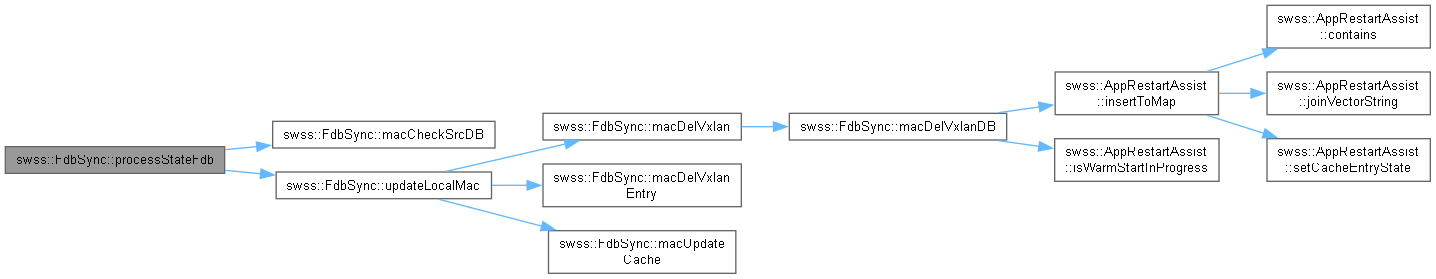 swss::FdbSync::processStateFdb
swss::FdbSync::macCheckSrcDB
swss::FdbSync::updateLocalMac
swss::FdbSync::macDelVxlan
swss::FdbSync::macDelVxlan
Entry
swss::FdbSync::macUpdate
Cache
swss::FdbSync::macDelVxlanDB
swss::AppRestartAssist
::insertToMap
swss::AppRestartAssist
::isWarmStartInProgress
swss::AppRestartAssist
::contains
swss::AppRestartAssist
::joinVectorString
swss::AppRestartAssist
::setCacheEntryState